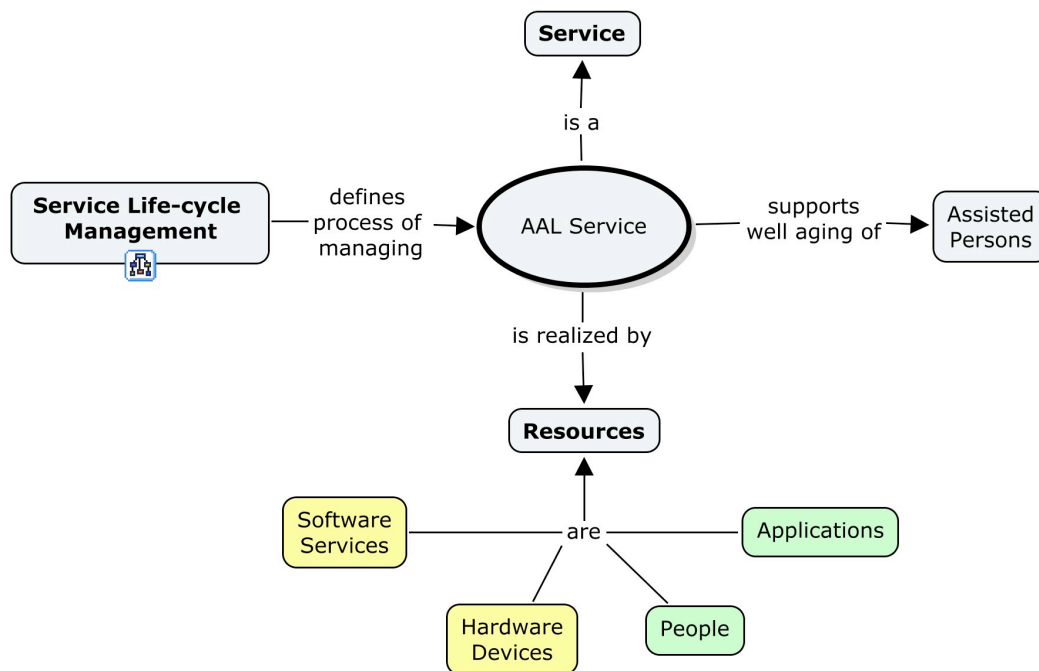 Service
is a
Service Life-cycle
Management
defines
process of
managing
AAL Service
supports
well aging of
Assisted
Persons
is realized by
Resources
Software
Services
are
Applications
Hardware
Devices
People